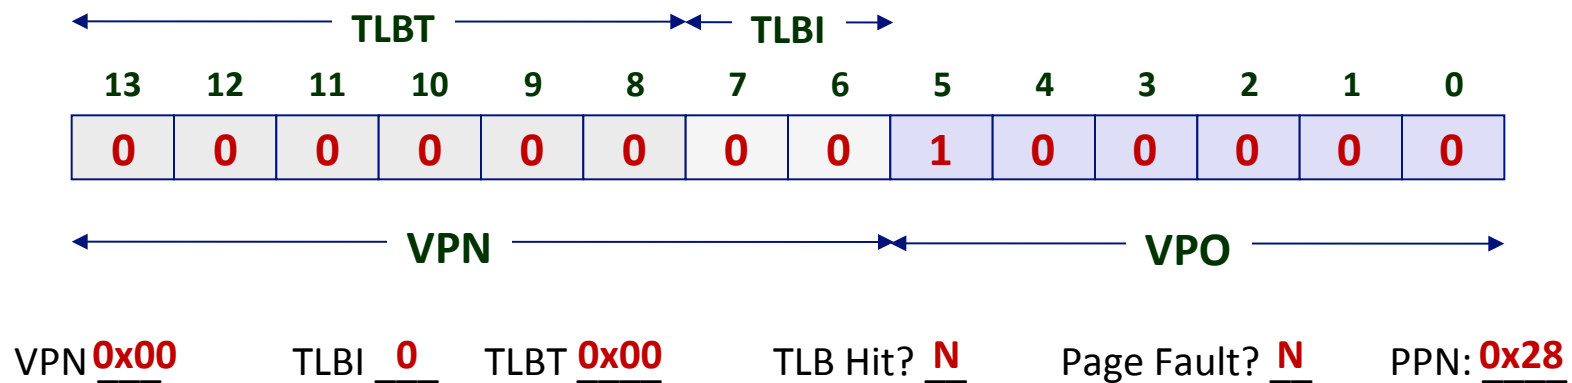 TLBT TLBI
13 12 11 10 9 8 7 6 5 4 3 2 1 0
0 0 0 0 0 0 0 0 1 0 0 0 0 0
VPN VPO
VPN 0x00 TLBI 0 TLBT 0x00 TLB Hit? N Page Fault? N PPN: 0x28